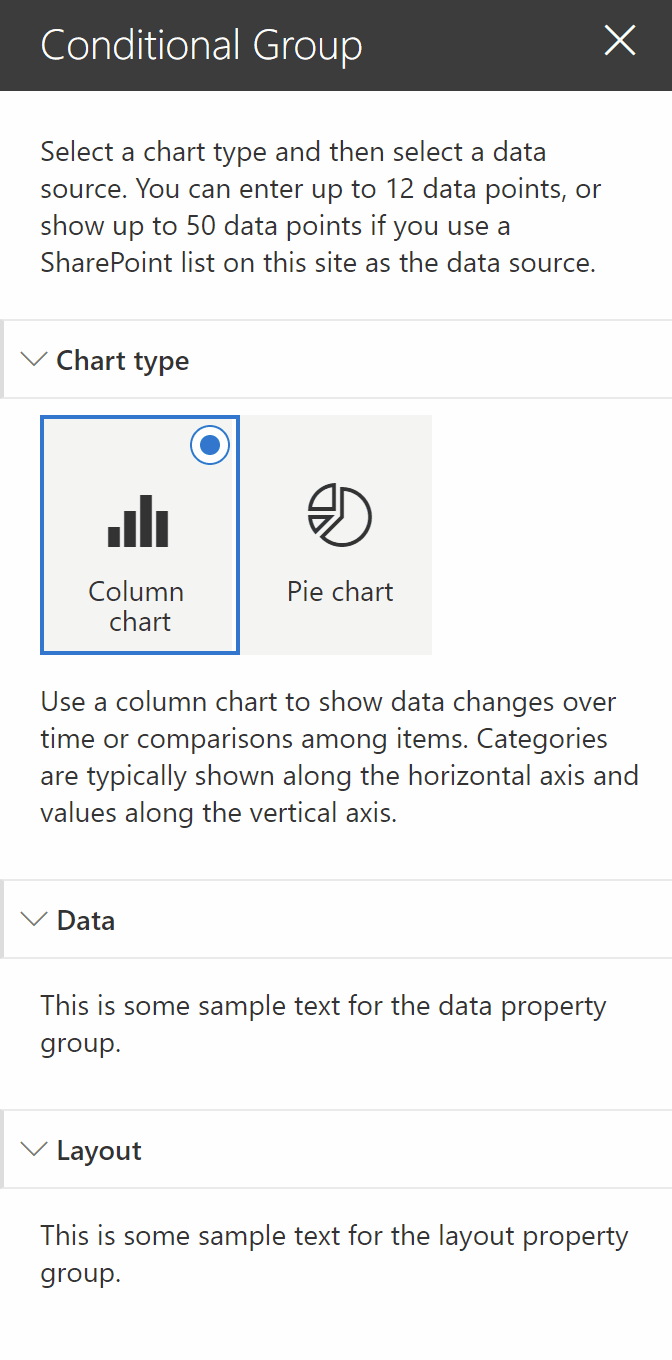 Conditional Group
Select a chart type and then select a data
source. You can enter up to 12 data points, or
show up to 50 data points if you use a
SharePoint list on this site as the data source.
Chart type
Column
chart
Pie chart
Use a column chart to show data changes over
time or comparisons among items. Categories
are typically shown along the horizontal axis and
values along the vertical axis.
Data
This is some sample text for the data property
group.
Layout
This is some sample text for the layout property
group.